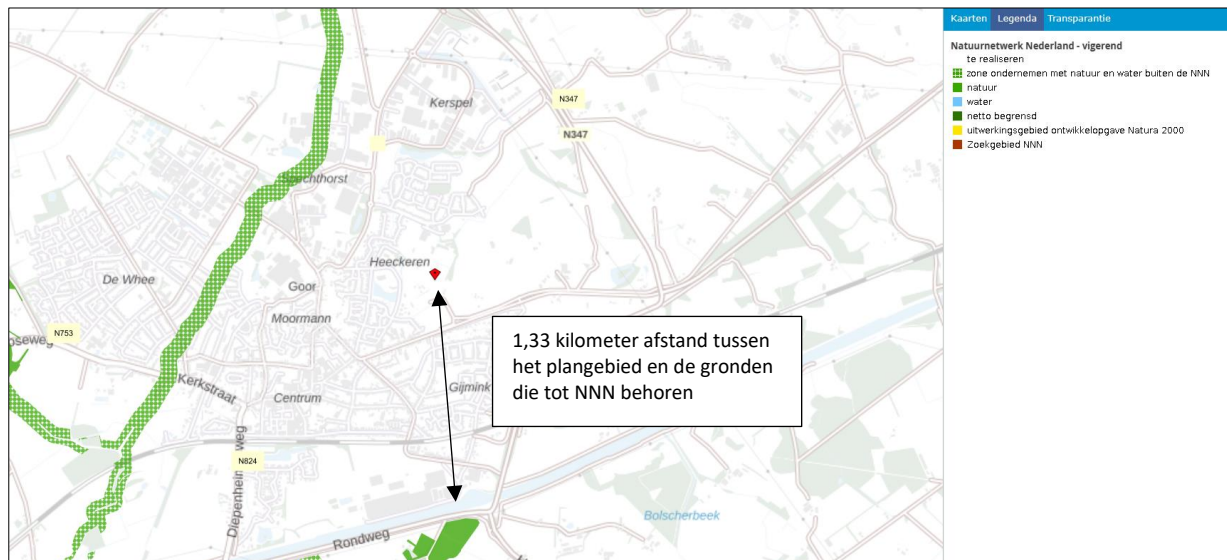 Kaarten Legenda Transparantie
Natuurnetwerk Nederland - vigerend
te realiseren
zone ondernemen met natuur en water buiten de NNN
natuur
water
netto begrensd
uitwerkingsgebied ontwikkelopgave Natura 2000
Zoekgebied NNN
Kerspel
N347
N347
Heeckeren
De Whee
Goor
Moormann
N753
Kerkstraat
Centrum
Gijmink
1,33 kilometer afstand tussen
het plangebied en de gronden
die tot NNN behoren
N824
Rondweg
Bolscherbeek